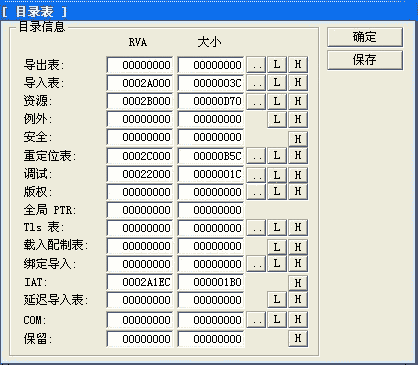 [ 目录表 ]
目录信息
RVA 大小 确定
保存
导出表: 00000000 00000000 .. L H
导入表: 0002A000 0000003C .. L H
资源: 0002B000 00000D70 .. L H
例外: 00000000 00000000 L H
安全: 00000000 00000000 H
重定位表: 0002C000 00000B5C .. L H
调试: 00022000 0000001C .. L H
版权: 00000000 00000000 .. L H
全局 PTR: 00000000 00000000
Tls 表: 00000000 00000000 .. L H
载入配制表: 00000000 00000000 L H
绑定导入: 00000000 00000000 .. L H
IAT: 0002A1EC 000001B0 H
延迟导入表: 00000000 00000000 L H
COM: 00000000 00000000 .. L H
保留: 00000000 00000000 H